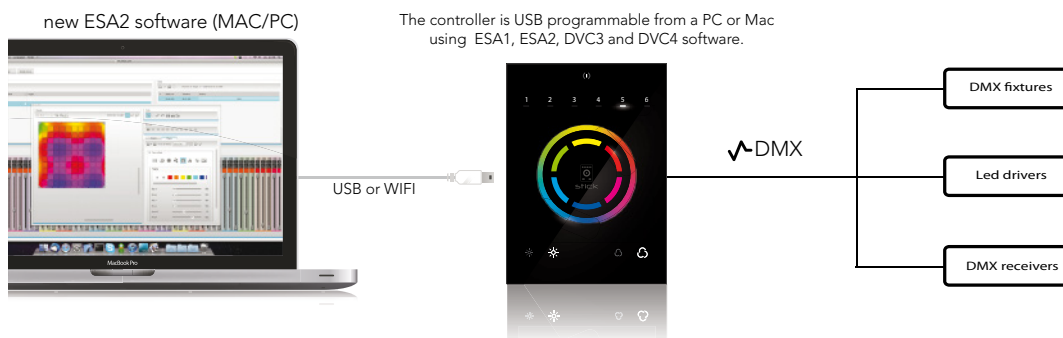 new ESA2 software (MAC/PC)
The controller is USB programmable from a PC or Mac
using ESA1, ESA2, DVC3 and DVC4 software.
1 2 3 4 5 6
stick
USB or WIFI
DMX
DMX fixtures
Led drivers
DMX receivers
MacBook Pro